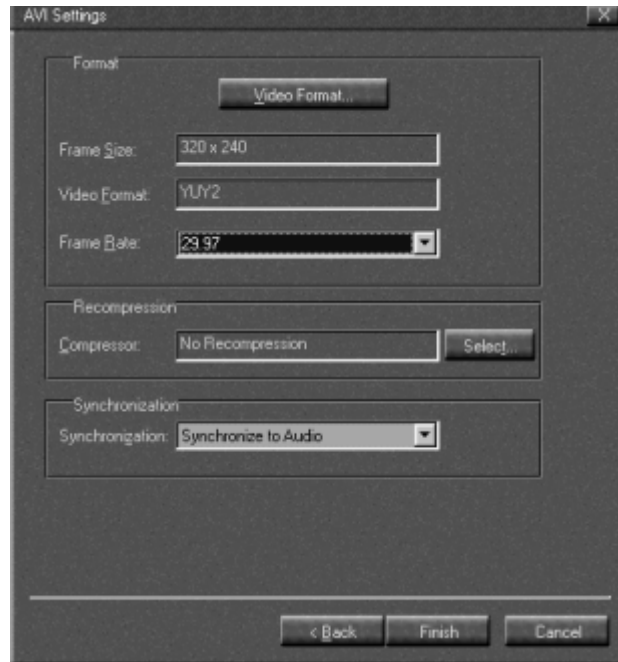 AVI Settings
Format
Video Format...
Frame Size: 320 x 240
Video Format: YUY2
Frame Rate: 29.97
Recompression
Compressor: No Recompression Select...
Synchronization
Synchronization: Synchronize to Audio
< Back Finish Cancel